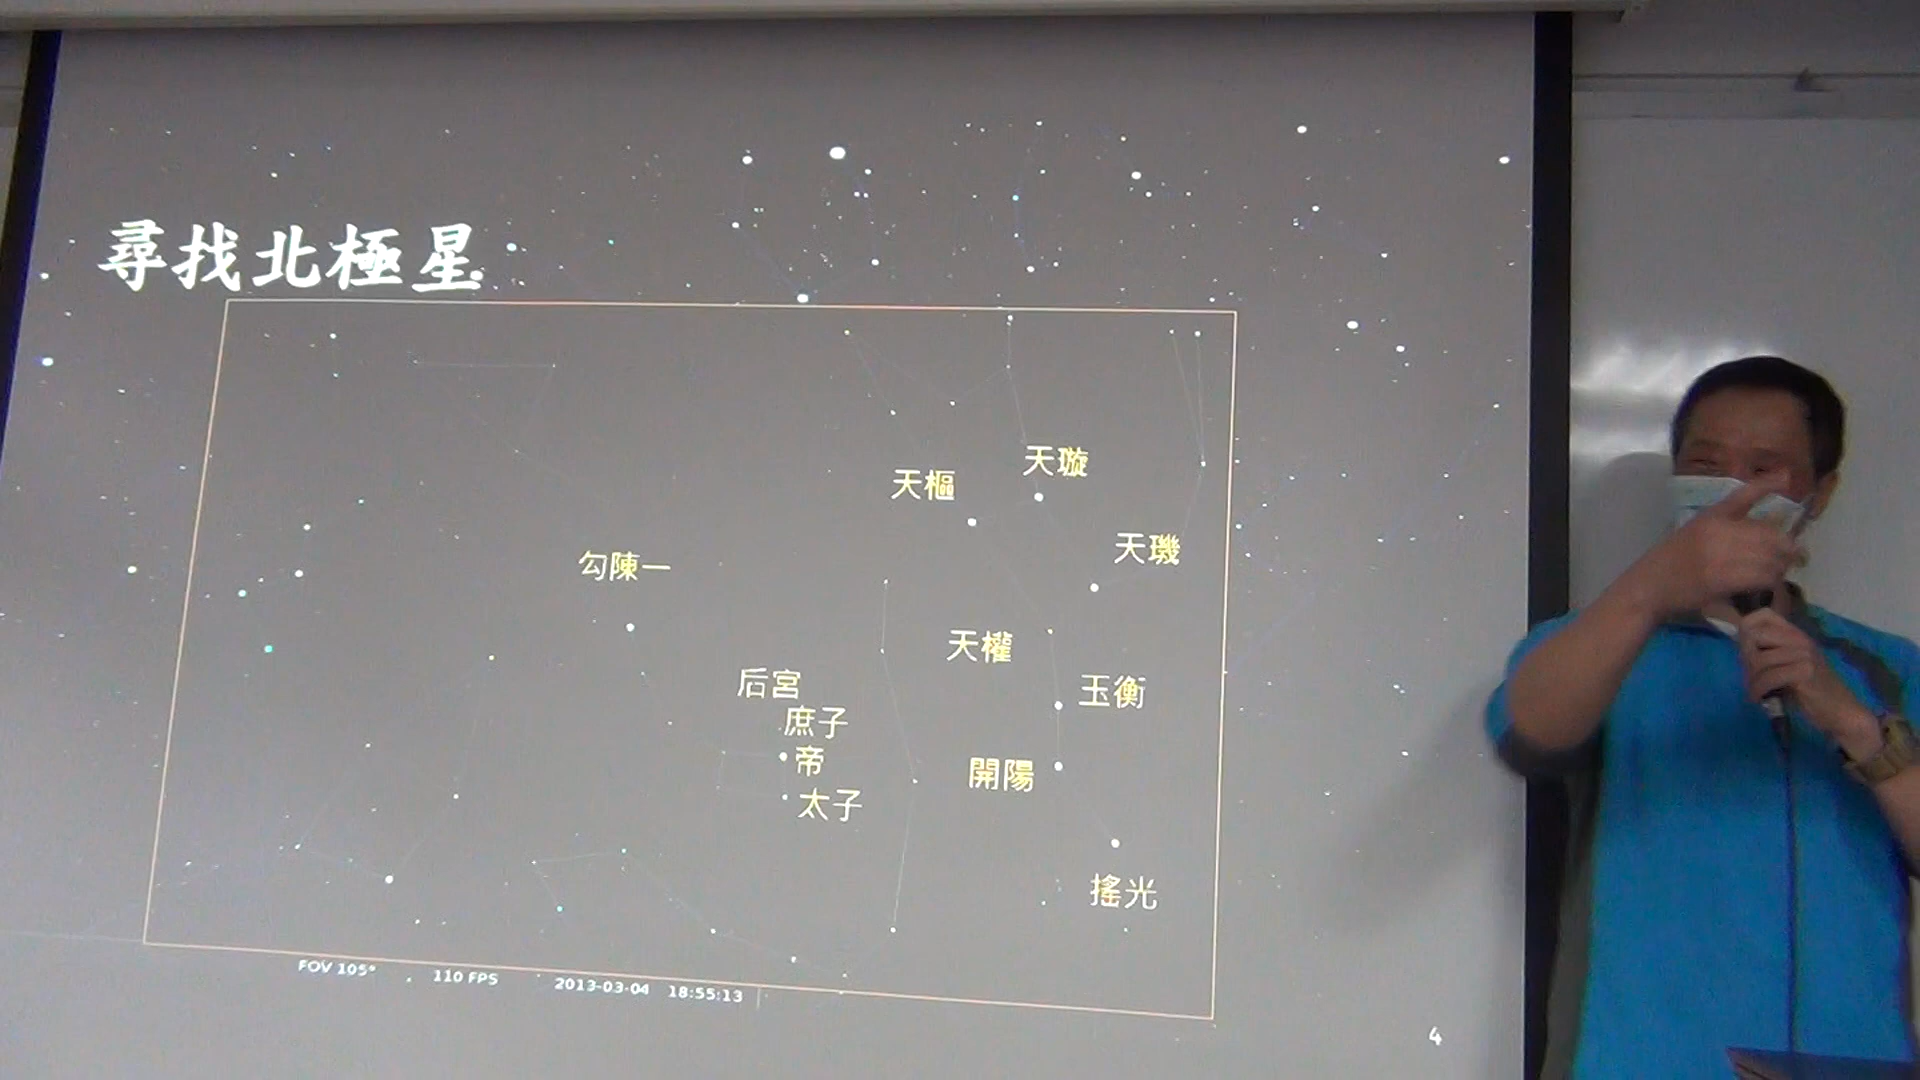 尋找北極星
天璇
天樞
天璣
勾陳一
天權
后宮
玉衡
庶子
帝
開陽
太子
搖光
FOV 105° 110 FPS 2013-03-04 18:55:13
4